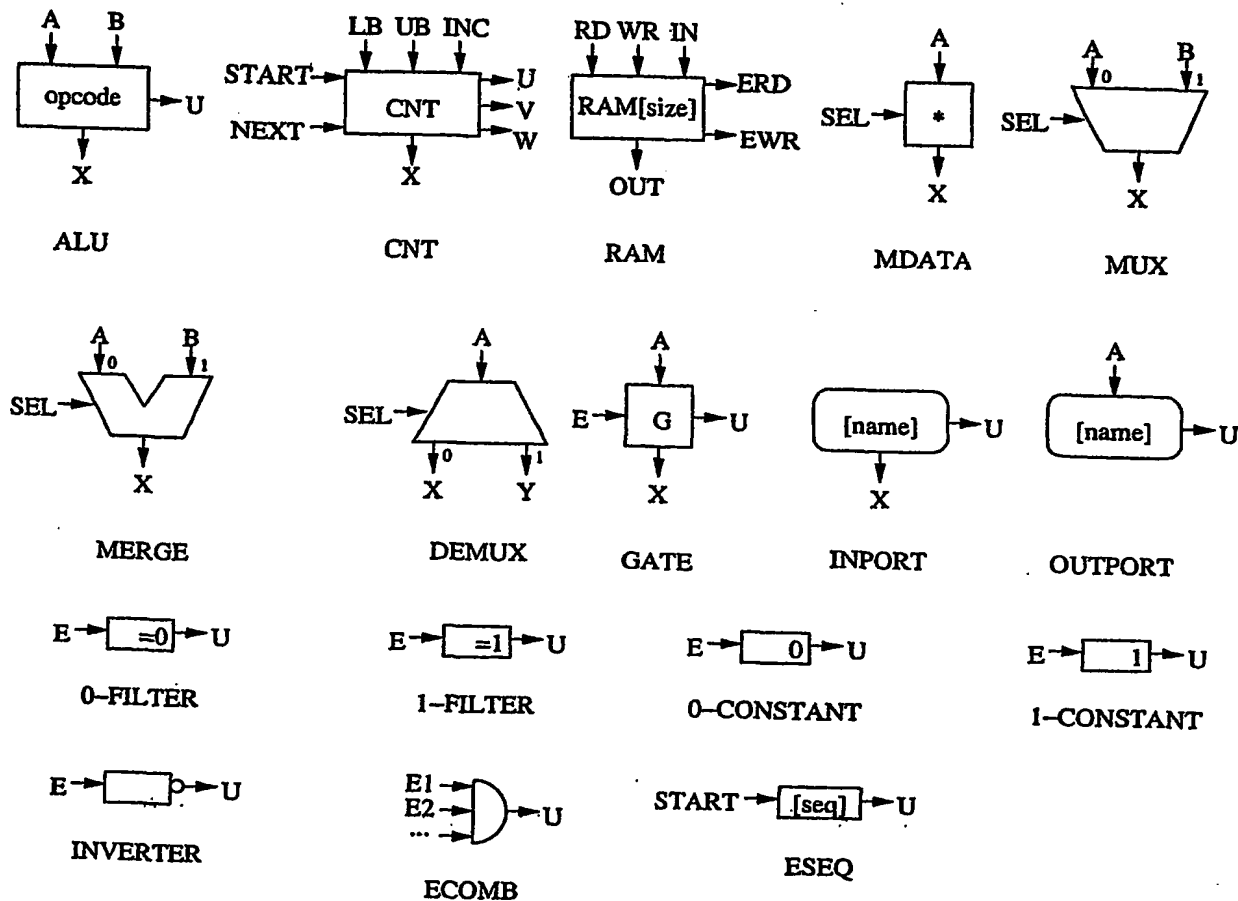 A B LB UB INC RD WR IN A A B
0 1
START U ERD
opcode U CNT V RAM[size] SEL * SEL
NEXT W EWR
X X OUT X X
ALU CNT RAM MDATA MUX
A B A A A
0 1
SEL SEL E G U [name] U [name] U
0 1
X X Y X X
MERGE DEMUX GATE INPORT OUTPORT
E =0 U E =1 U E 0 U E 1 U
0–FILTER 1–FILTER 0–CONSTANT 1–CONSTANT
E1
E U E2 U START [seq] U
...
INVERTER ECOMB ESEQ